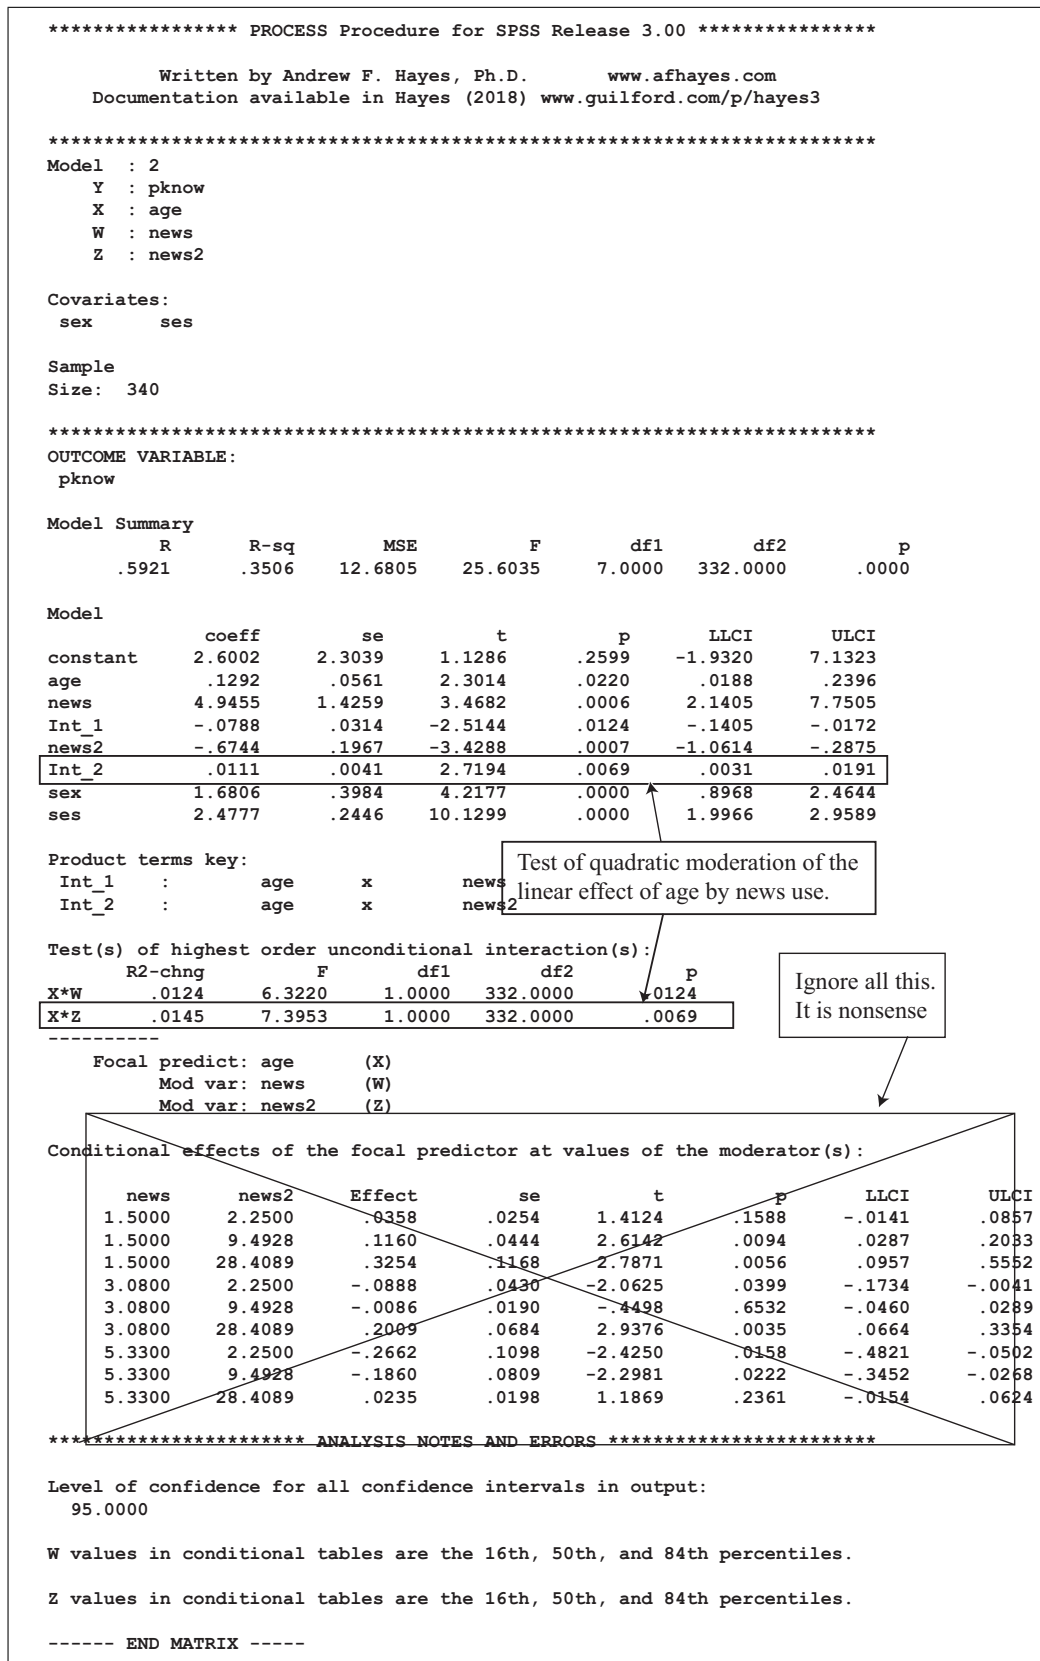 ***************** PROCESS Procedure for SPSS Release 3.00 ****************
Written by Andrew F. Hayes, Ph.D. www.afhayes.com
Documentation available in Hayes (2018) www.guilford.com/p/hayes3
**************************************************************************
Model : 2
Y : pknow
X : age
W : news
Z : news2
Covariates:
sex ses
Sample
Size: 340
**************************************************************************
OUTCOME VARIABLE:
pknow
Model Summary
R R-sq MSE F df1 df2 p
.5921 .3506 12.6805 25.6035 7.0000 332.0000 .0000
Model
coeff se t p LLCI ULCI
constant 2.6002 2.3039 1.1286 .2599 -1.9320 7.1323
age .1292 .0561 2.3014 .0220 .0188 .2396
news 4.9455 1.4259 3.4682 .0006 2.1405 7.7505
Int_1 -.0788 .0314 -2.5144 .0124 -.1405 -.0172
news2 -.6744 .1967 -3.4288 .0007 -1.0614 -.2875
Int_2 .0111 .0041 2.7194 .0069 .0031 .0191
sex 1.6806 .3984 4.2177 .0000 .8968 2.4644
ses 2.4777 .2446 10.1299 .0000 1.9966 2.9589
Product terms key:
Int_1 : age x news
Int_2 : age x news2
Test of quadratic moderation of the
linear effect of age by news use.
Test(s) of highest order unconditional interaction(s):
R2-chng F df1 df2 p
X*W .0124 6.3220 1.0000 332.0000 .0124
X*Z .0145 7.3953 1.0000 332.0000 .0069
----------
Ignore all this.
It is nonsense
Focal predict: age (X)
Mod var: news (W)
Mod var: news2 (Z)
Conditional effects of the focal predictor at values of the moderator(s):
news news2 Effect se t p LLCI ULCI
1.5000 2.2500 .0358 .0254 1.4124 .1588 -.0141 .0857
1.5000 9.4928 .1160 .0444 2.6142 .0094 .0287 .2033
1.5000 28.4089 .3254 .1168 2.7871 .0056 .0957 .5552
3.0800 2.2500 -.0888 .0430 -2.0625 .0399 -.1734 -.0041
3.0800 9.4928 -.0086 .0190 -.4498 .6532 -.0460 .0289
3.0800 28.4089 .2009 .0684 2.9376 .0035 .0664 .3354
5.3300 2.2500 -.2662 .1098 -2.4250 .0158 -.4821 -.0502
5.3300 9.4928 -.1860 .0809 -2.2981 .0222 -.3452 -.0268
5.3300 28.4089 .0235 .0198 1.1869 .2361 -.0154 .0624
*********************** ANALYSIS NOTES AND ERRORS ************************
Level of confidence for all confidence intervals in output:
95.0000
W values in conditional tables are the 16th, 50th, and 84th percentiles.
Z values in conditional tables are the 16th, 50th, and 84th percentiles.
------ END MATRIX -----